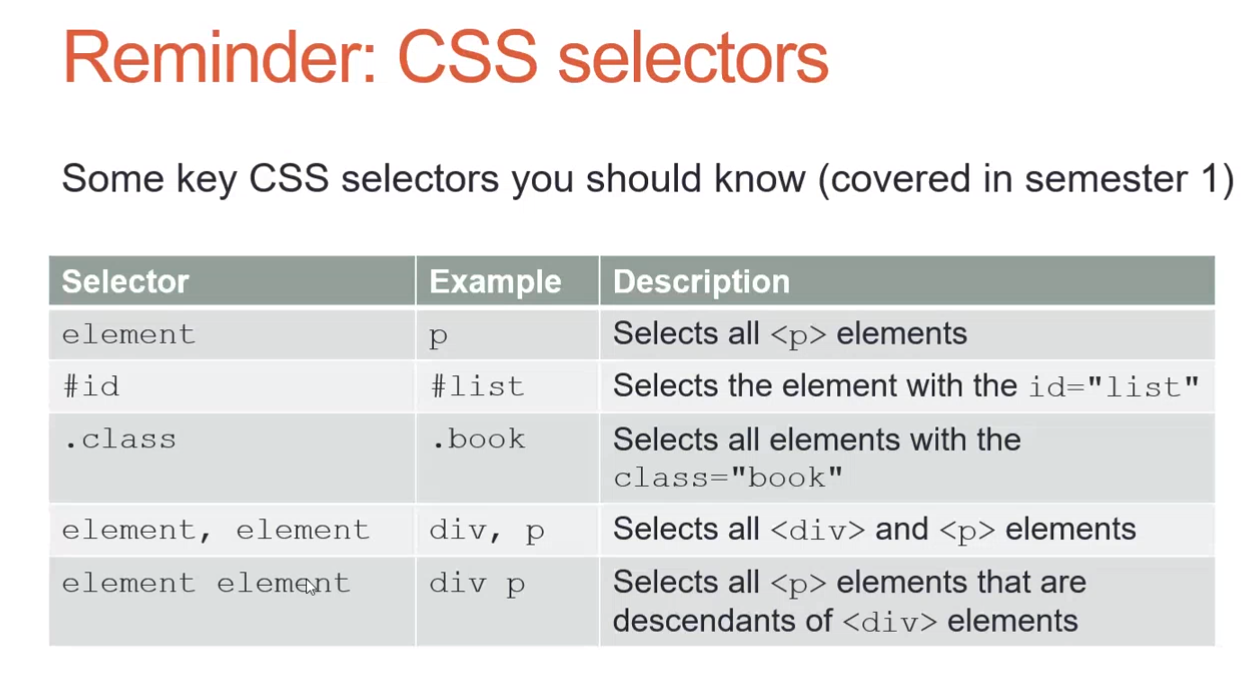 Reminder: CSS selectors
Some key CSS selectors you should know (covered in semester 1)
Selector Example Description
element p Selects all <p> elements
#id #list Selects the element with the id="list"
.class .book Selects all elements with the
class="book"
element, element div, p Selects all <div> and <p> elements
element element div p Selects all <p> elements that are
descendants of <div> elements